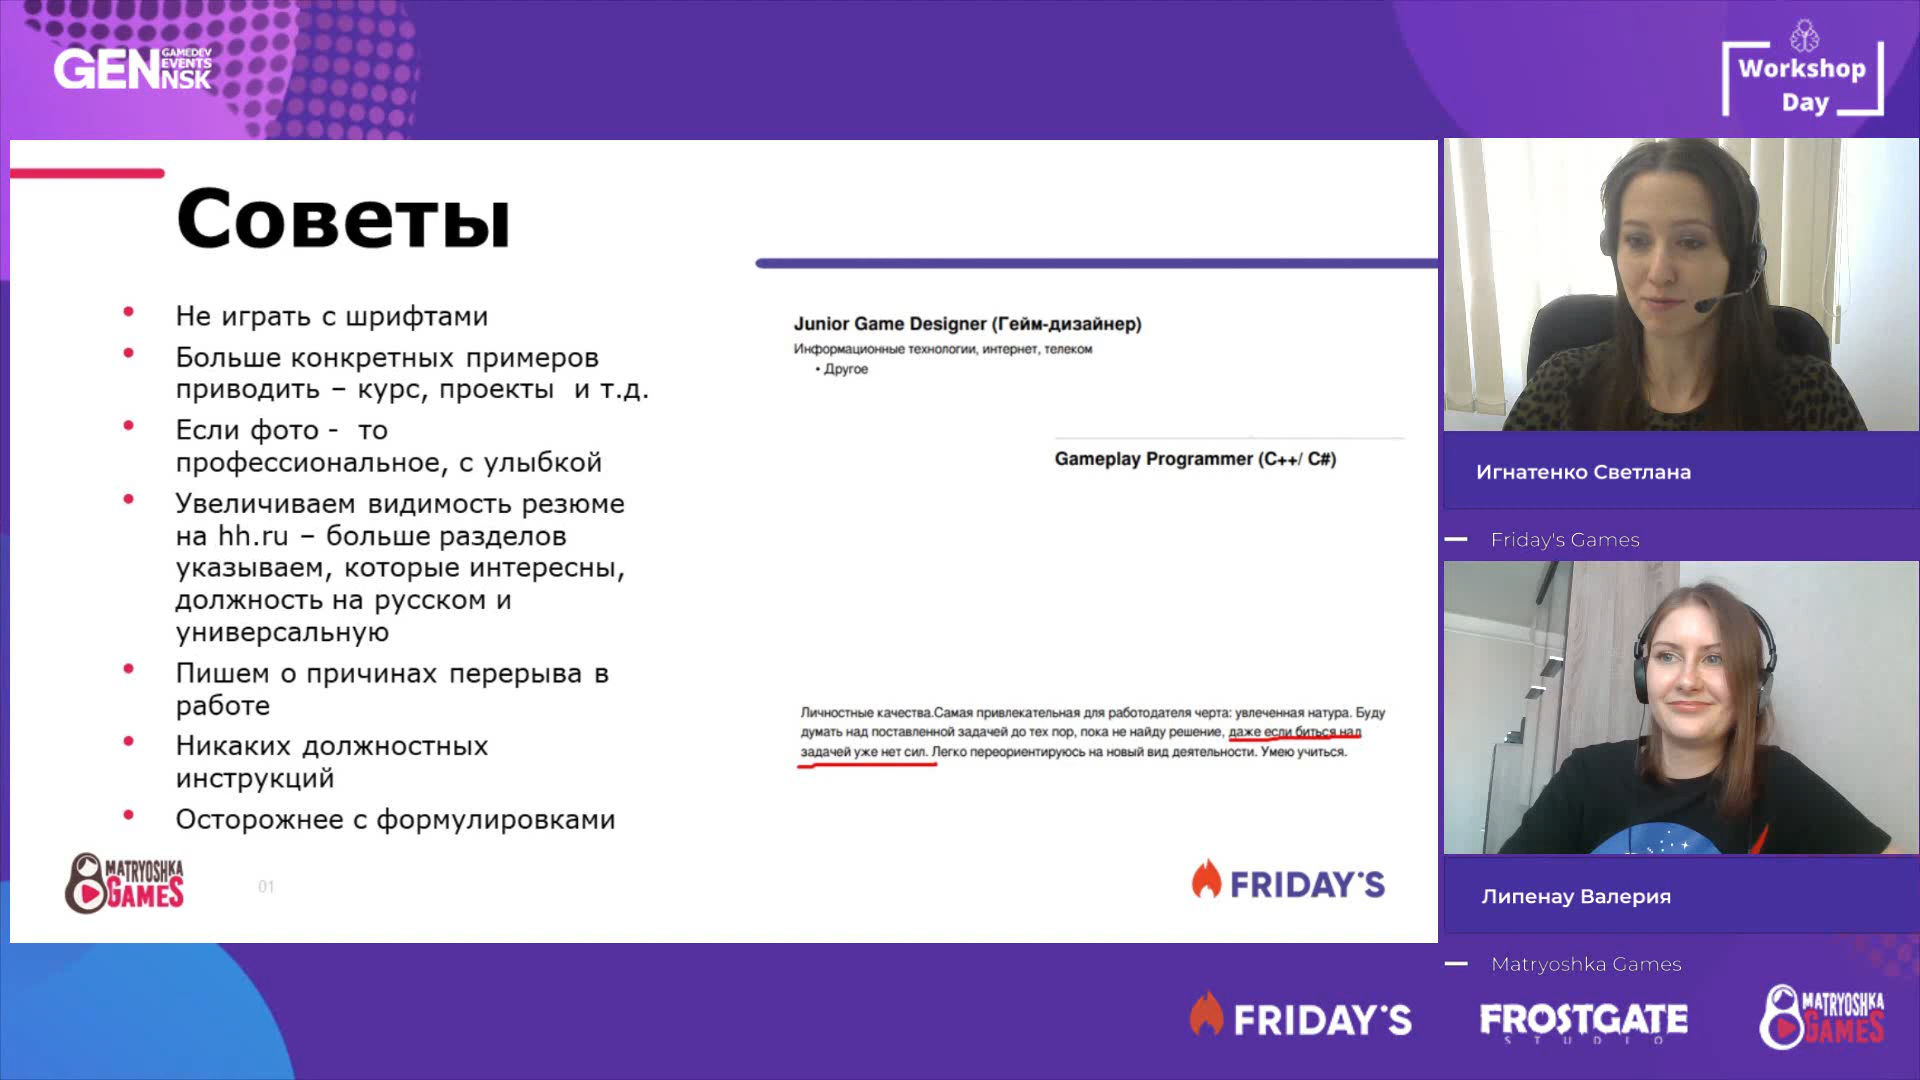 GEN GAMEDEV EVENTS NSK
Workshop
Day
Советы
Не играть с шрифтами
Больше конкретных примеров
приводить – курс, проекты и т.д.
Если фото - то
профессиональное, с улыбкой
Увеличиваем видимость резюме
на hh.ru – больше разделов
указываем, которые интересны,
должность на русском и
универсальную
Пишем о причинах перерыва в
работе
Никаких должностных
инструкций
Осторожнее с формулировками
Junior Game Designer (Гейм-дизайнер)
Информационные технологии, интернет, телеком
• Другое
Gameplay Programmer (C++/ C#)
Личностные качества.Самая привлекательная для работодателя черта: увлеченная натура. Буду
думать над поставленной задачей до тех пор, пока не найду решение, даже если биться над
задачей уже нет сил. Легко переориентируюсь на новый вид деятельности. Умею учиться.
MATRYOSHKA
GAMES
01
FRIDAY'S
Игнатенко Светлана
Friday's Games
Липенау Валерия
Matryoshka Games
FRIDAY'S
FROSTGATE
STUDIO
MATRYOSHKA
GAMES